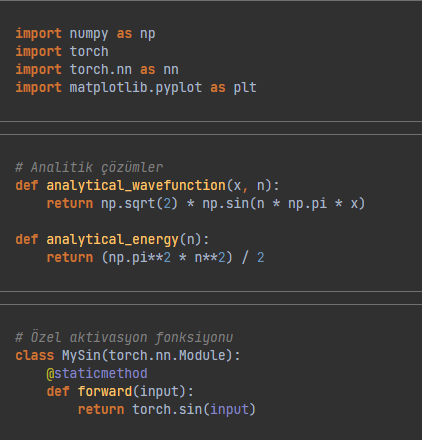 import numpy as np
import torch
import torch.nn as nn
import matplotlib.pyplot as plt
# Analitik çözümler
def analytical_wavefunction(x, n):
    return np.sqrt(2) * np.sin(n * np.pi * x)
def analytical_energy(n):
    return (np.pi**2 * n**2) / 2
# Özel aktivasyon fonksiyonu
class MySin(torch.nn.Module):
    @staticmethod
    def forward(input):
        return torch.sin(input)